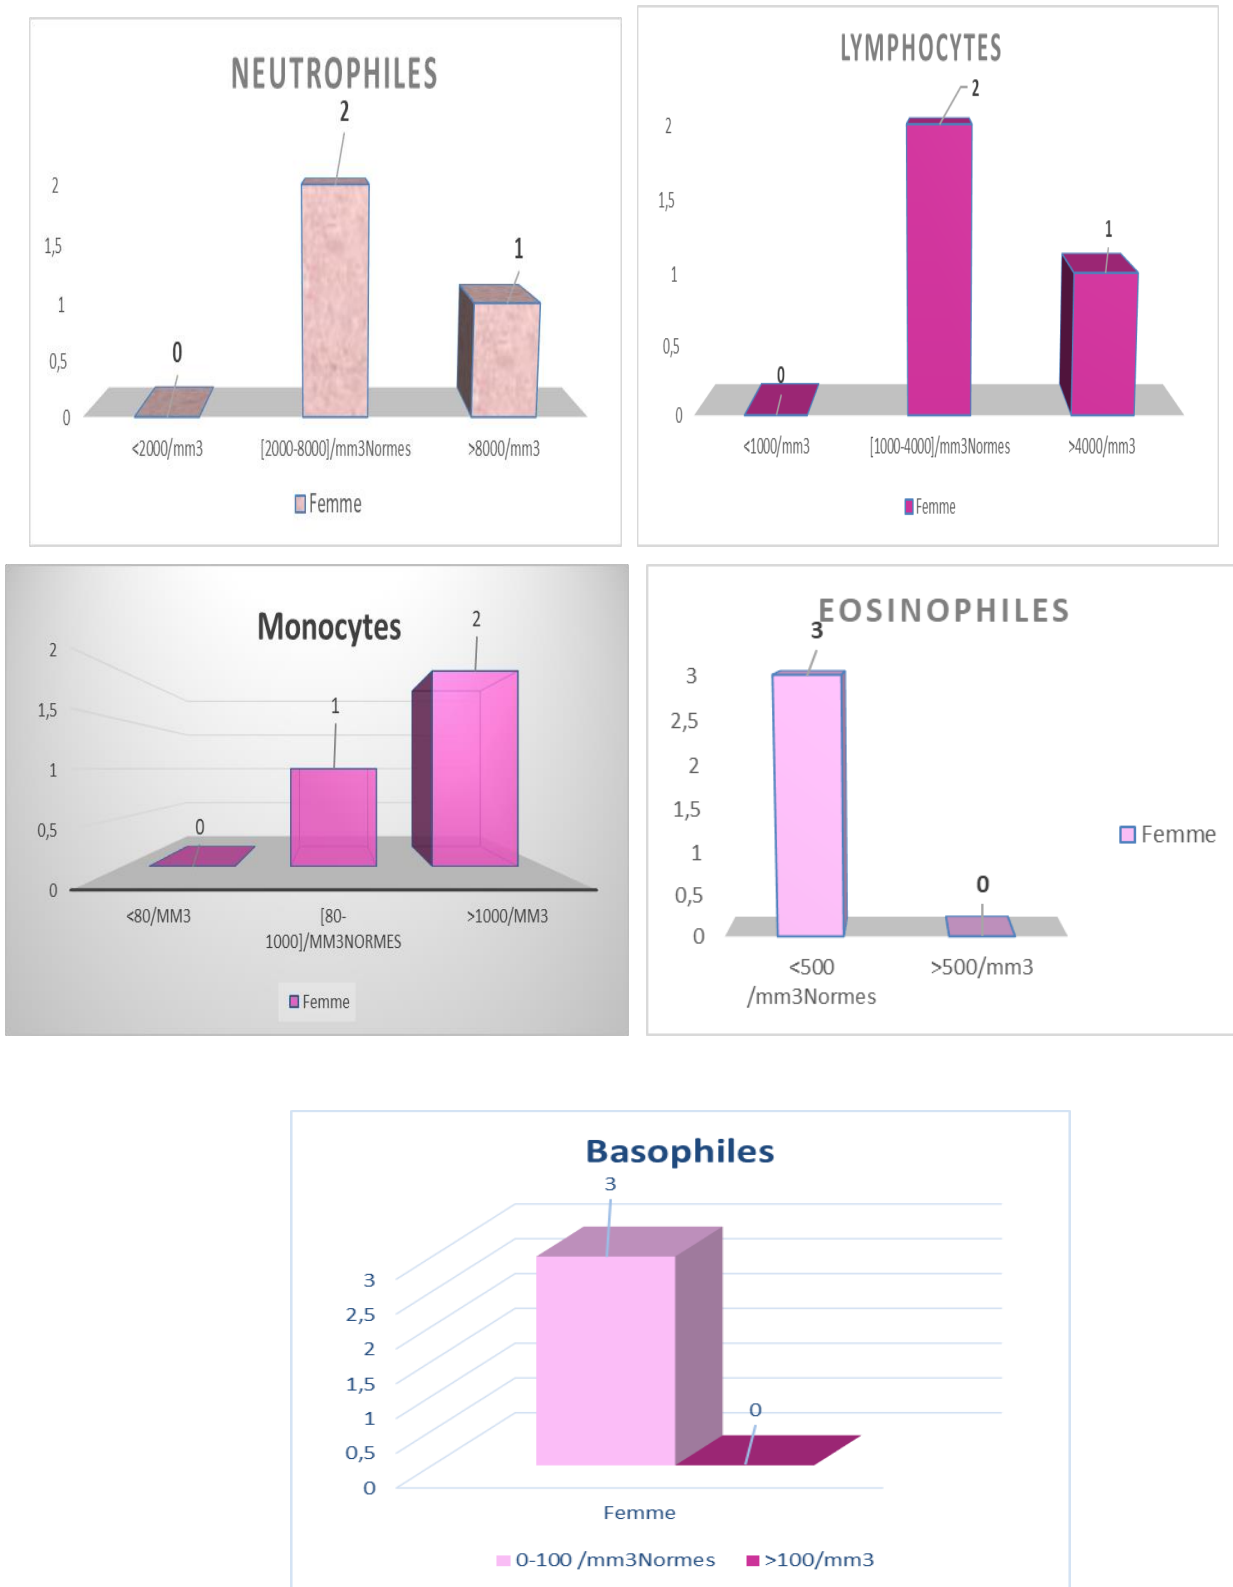 NEUTROPHILES
2
2
1,5
1
1
0,5
0
0
<2000/mm3
[2000-8000]/mm3Normes
>8000/mm3
Femme
LYMPHOCYTES
2
2
1,5
1
1
0,5
0
0
<1000/mm3
[1000-4000]/mm3Normes
>4000/mm3
Femme
Monocytes
2
2
1,5
1
1
0,5
0
0
<80/MM3
[80-
1000]/MM3NORMES
>1000/MM3
Femme
EOSINOPHILES
3
3
2,5
2
1,5
1
0,5
0
0
<500
/mm3Normes
>500/mm3
Femme
Basophiles
3
3
2,5
2
1,5
1
0,5
0
0
Femme
0-100 /mm3Normes
>100/mm3